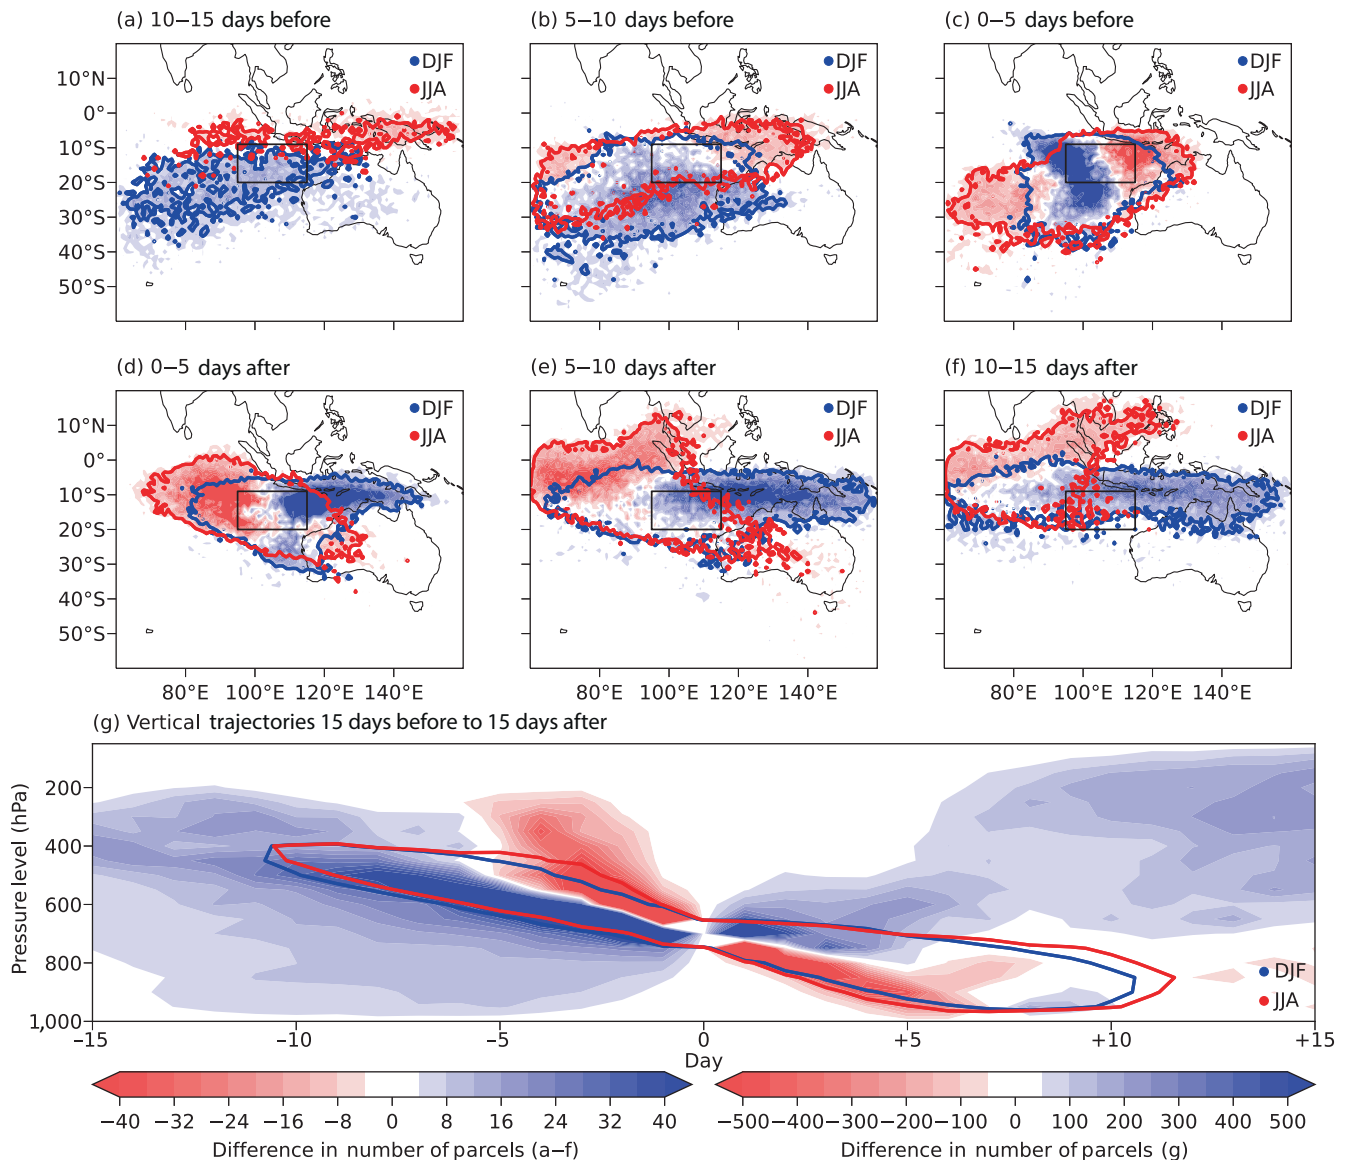 (a) 10–15 days before
(b) 5–10 days before
(c) 0–5 days before
DJF
JJA
DJF
JJA
DJF
JJA
10°N
0°
10°S
20°S
30°S
40°S
50°S
(d) 0–5 days after
(e) 5–10 days after
(f) 10–15 days after
DJF
JJA
DJF
JJA
DJF
JJA
10°N
0°
10°S
20°S
30°S
40°S
50°S
80°E 100°E 120°E 140°E
80°E 100°E 120°E 140°E
80°E 100°E 120°E 140°E
(g) Vertical trajectories 15 days before to 15 days after
Pressure level (hPa)
200
400
600
800
1,000
DJF
JJA
–15 –10 –5 0 +5 +10 +15
Day
−40 −32 −24 −16 −8 0 8 16 24 32 40
Difference in number of parcels (a–f)
−500 −400 −300 −200 −100 0 100 200 300 400 500
Difference in number of parcels (g)